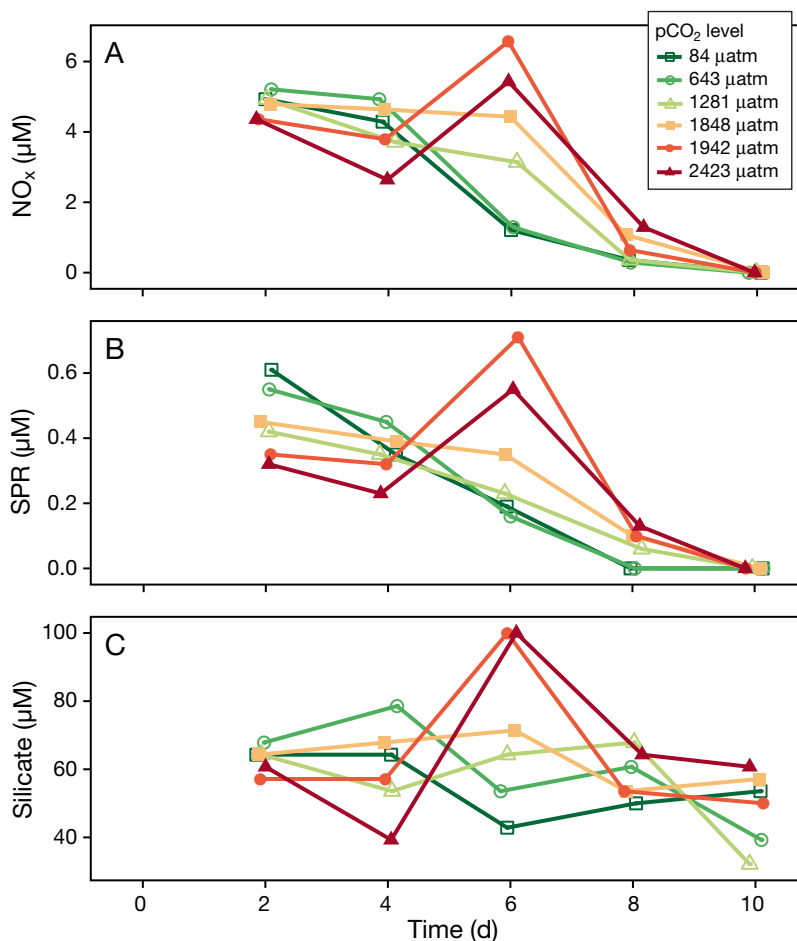 A
NOx (µM)
6
4
2
0
pCO2 level
84 µatm
643 µatm
1281 µatm
1848 µatm
1942 µatm
2423 µatm
B
SPR (µM)
0.6
0.4
0.2
0.0
C
Silicate (µM)
100
80
60
40
0 2 4 6 8 10
Time (d)